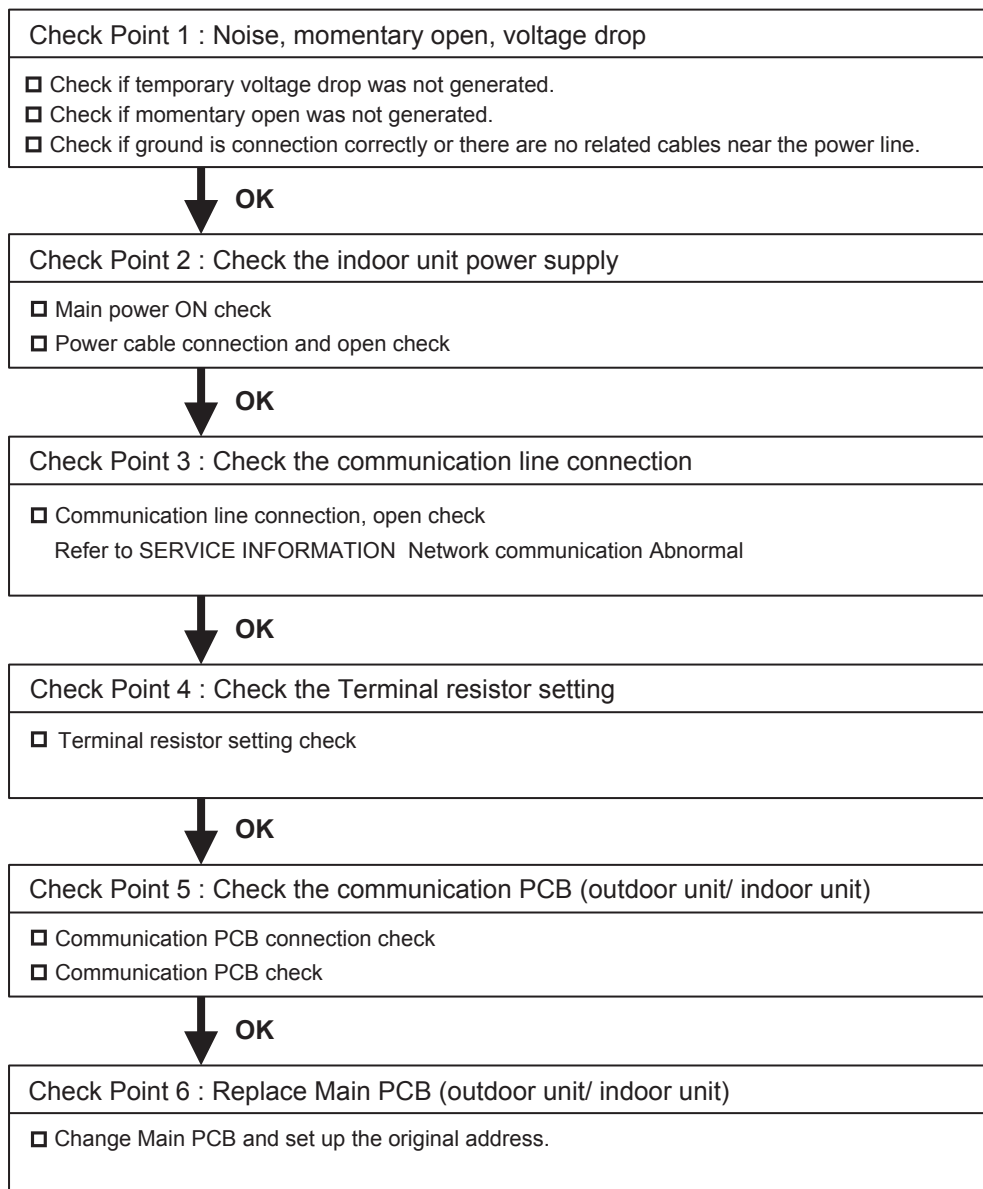 Check Point 1 : Noise, momentary open, voltage drop
Check if temporary voltage drop was not generated.
Check if momentary open was not generated.
Check if ground is connection correctly or there are no related cables near the power line.
OK
Check Point 2 : Check the indoor unit power supply
Main power ON check
Power cable connection and open check
OK
Check Point 3 : Check the communication line connection
Communication line connection, open check
Refer to SERVICE INFORMATION  Network communication Abnormal
OK
Check Point 4 : Check the Terminal resistor setting
Terminal resistor setting check
OK
Check Point 5 : Check the communication PCB (outdoor unit/ indoor unit)
Communication PCB connection check
Communication PCB check
OK
Check Point 6 : Replace Main PCB (outdoor unit/ indoor unit)
Change Main PCB and set up the original address.